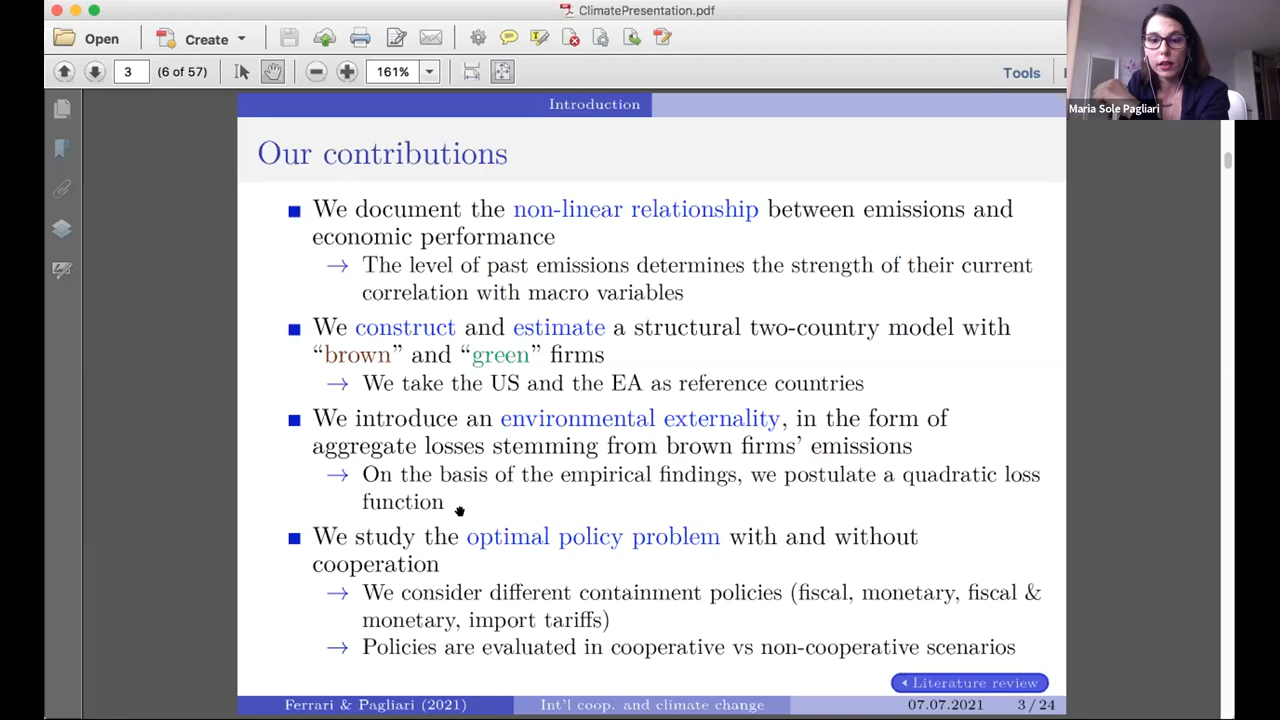 ClimatePresentation.pdf
Open
Create
3
(6 of 57)
161%
Tools
Maria Sole Pagliari
Introduction
Our contributions
We document the non-linear relationship between emissions and
economic performance
→ The level of past emissions determines the strength of their current
correlation with macro variables
We construct and estimate a structural two-country model with
“brown” and “green” firms
→ We take the US and the EA as reference countries
We introduce an environmental externality, in the form of
aggregate losses stemming from brown firms’ emissions
→ On the basis of the empirical findings, we postulate a quadratic loss
function
We study the optimal policy problem with and without
cooperation
→ We consider different containment policies (fiscal, monetary, fiscal &
monetary, import tariffs)
→ Policies are evaluated in cooperative vs non-cooperative scenarios
Literature review
Ferrari & Pagliari (2021)
Int'l coop. and climate change
07.07.2021
3 / 24